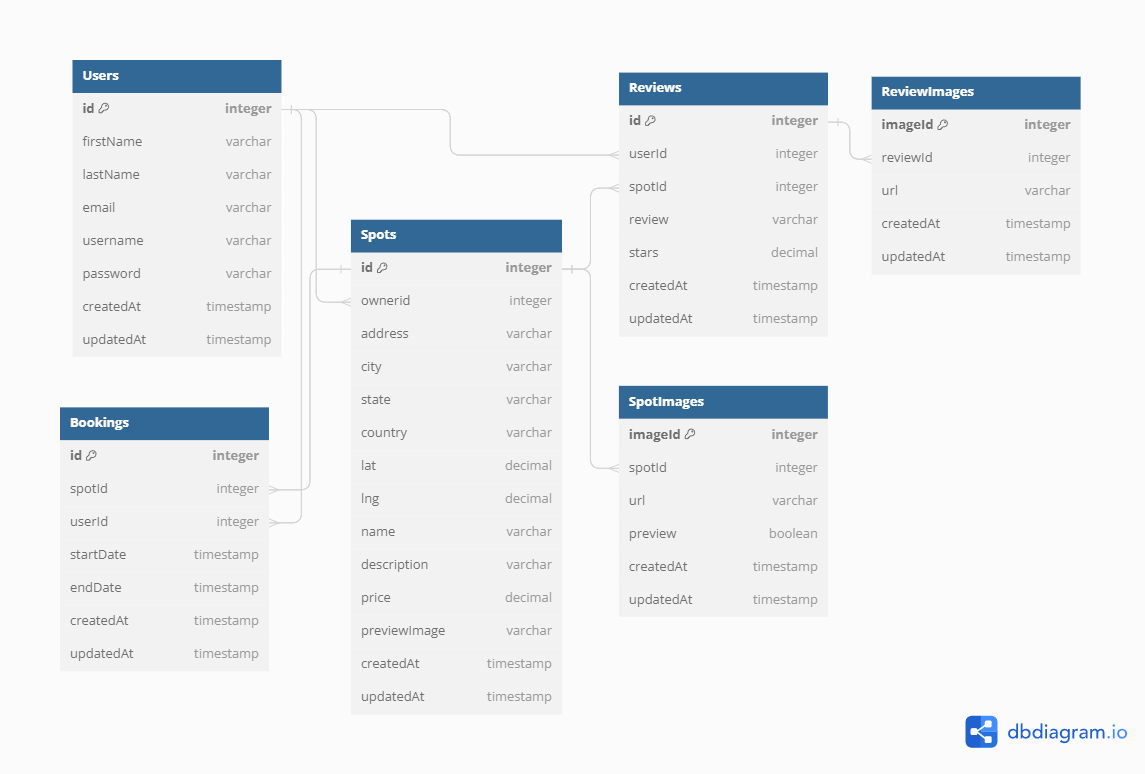 Users
id integer
firstName varchar
lastName varchar
email varchar
username varchar
password varchar
createdAt timestamp
updatedAt timestamp
Bookings
id integer
spotId integer
userId integer
startDate timestamp
endDate timestamp
createdAt timestamp
updatedAt timestamp
Spots
id integer
ownerid integer
address varchar
city varchar
state varchar
country varchar
lat decimal
lng decimal
name varchar
description varchar
price decimal
previewImage varchar
createdAt timestamp
updatedAt timestamp
Reviews
id integer
userId integer
spotId integer
review varchar
stars decimal
createdAt timestamp
updatedAt timestamp
SpotImages
imageId integer
spotId integer
url varchar
preview boolean
createdAt timestamp
updatedAt timestamp
ReviewImages
imageId integer
reviewId integer
url varchar
createdAt timestamp
updatedAt timestamp
dbdiagram.io